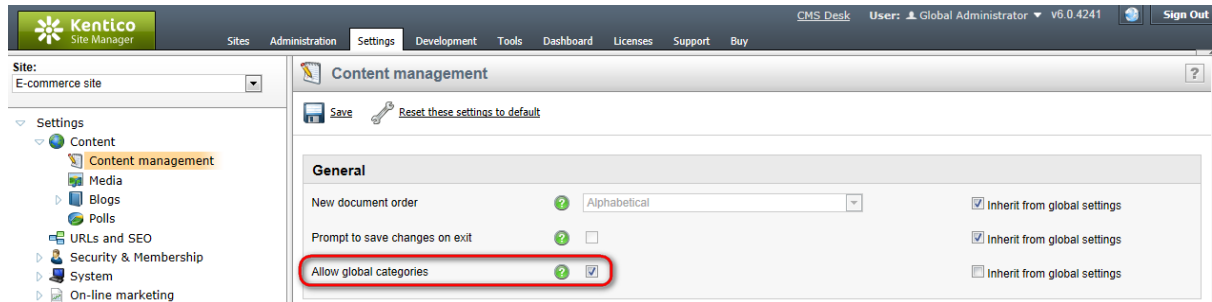 Kentico
Site Manager
CMS Desk User: Global Administrator v6.0.4241 Sign Out
Sites Administration Settings Development Tools Dashboard Licenses Support Buy
Site:
E-commerce site
Settings
Content
Content management
Media
Blogs
Polls
URLs and SEO
Security & Membership
System
On-line marketing
Content management ?
Save Reset these settings to default
General
New document order ? Alphabetical Inherit from global settings
Prompt to save changes on exit ? Inherit from global settings
Allow global categories ? Inherit from global settings